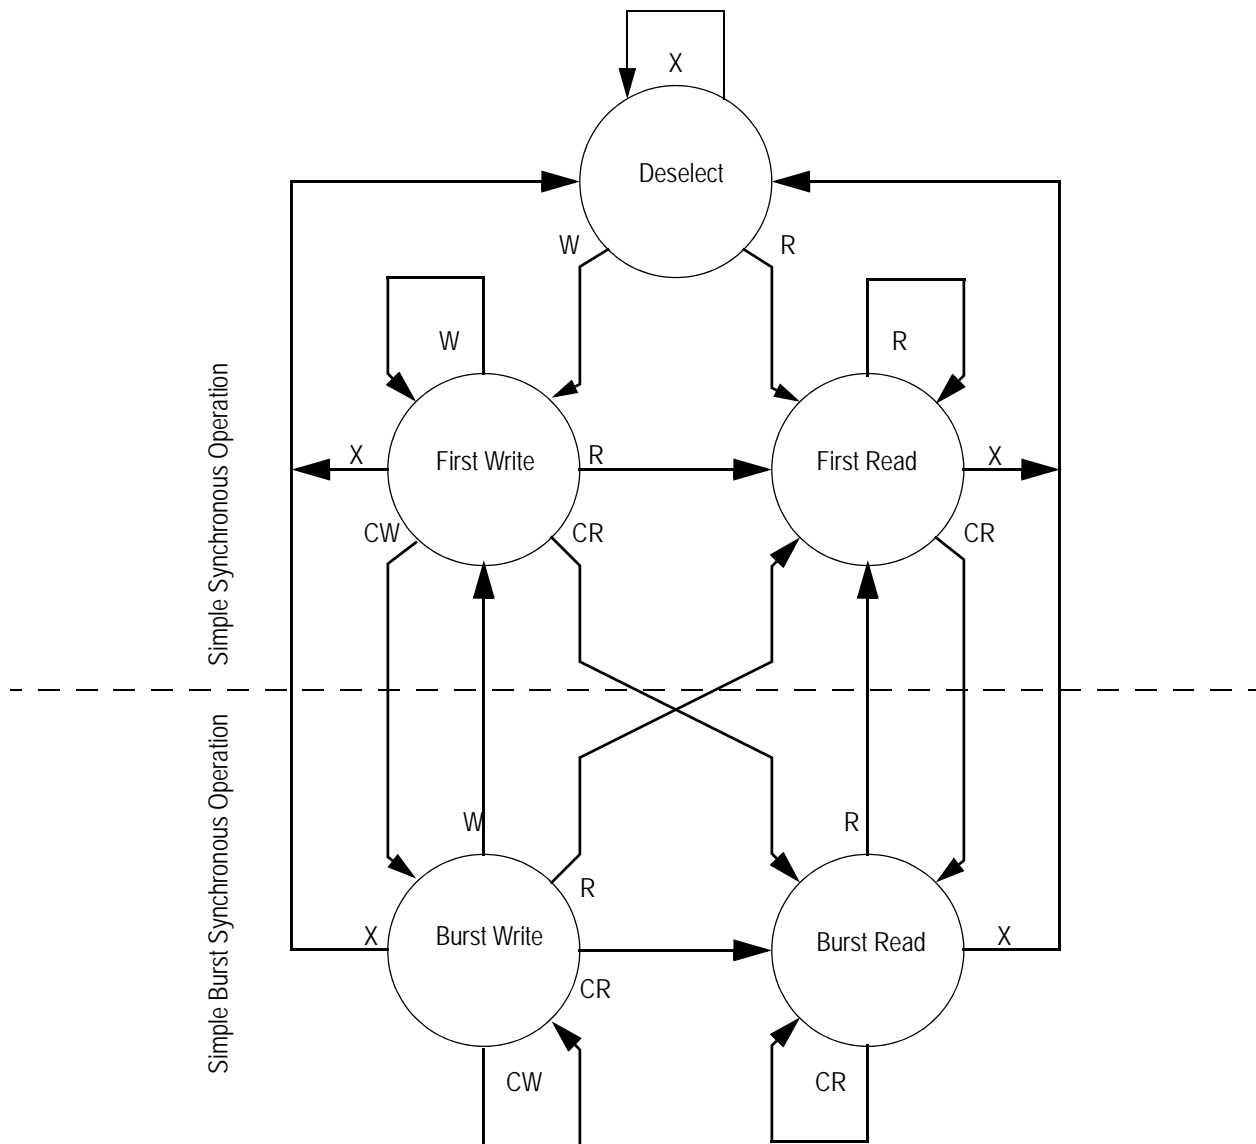 X
Deselect
W
R
W
R
Simple Synchronous Operation
X
First Write
R
First Read
X
CW
CR
CR
Simple Burst Synchronous Operation
W
R
R
X
Burst Write
Burst Read
X
CR
CW
CR